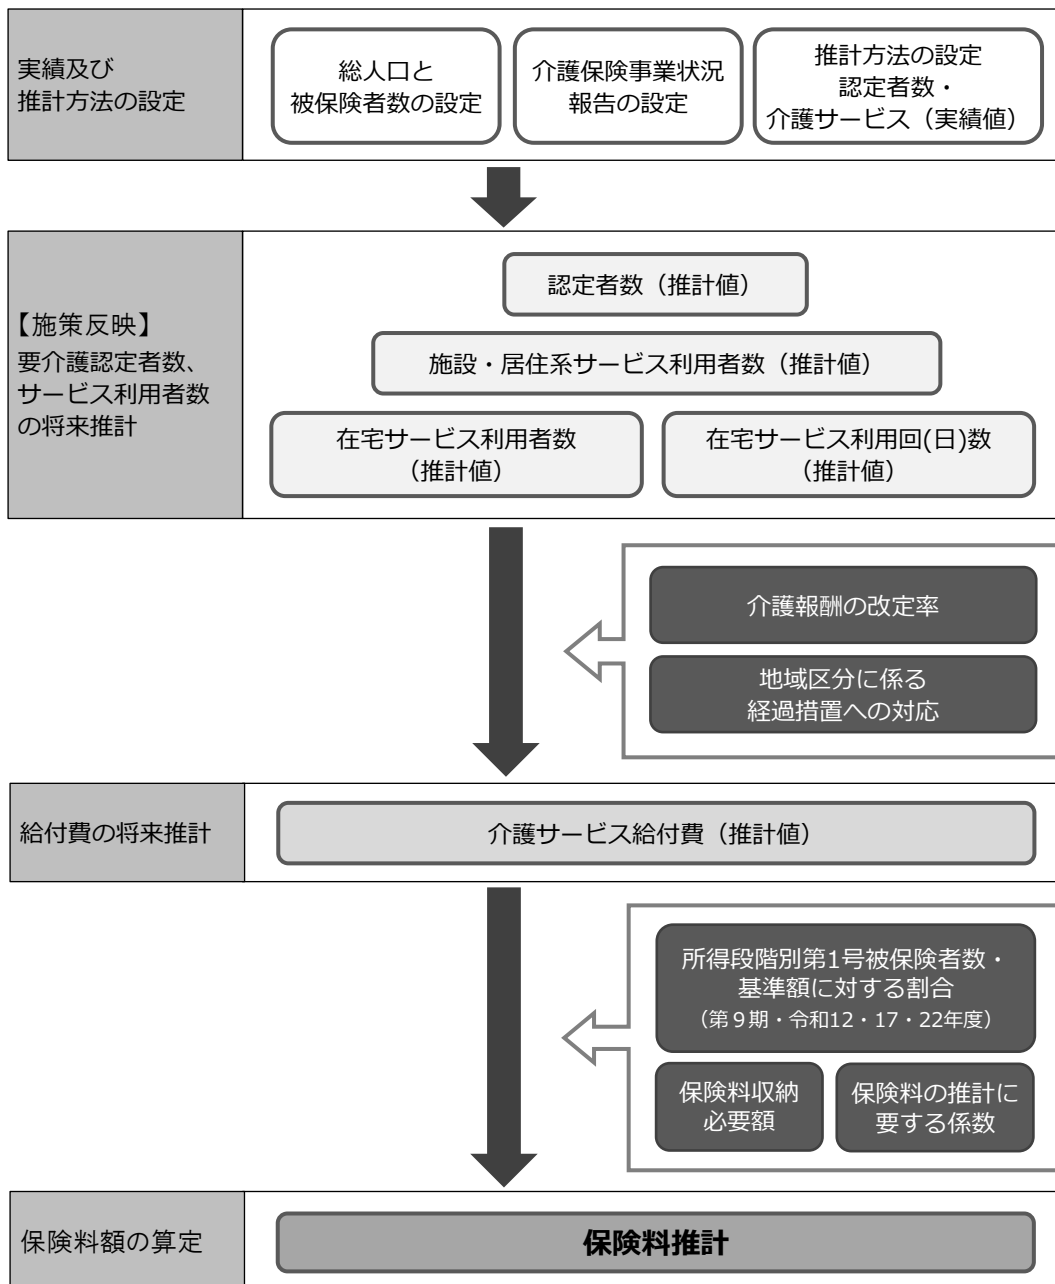 実績及び
推計方法の設定
総人口と
被保険者数の設定
介護保険事業状況
報告の設定
推計方法の設定
認定者数・
介護サービス（実績値）
【施策反映】
要介護認定者数、
サービス利用者数
の将来推計
認定者数（推計値）
施設・居住系サービス利用者数（推計値）
在宅サービス利用者数
（推計値）
在宅サービス利用回(日)数
（推計値）
介護報酬の改定率
地域区分に係る
経過措置への対応
給付費の将来推計
介護サービス給付費（推計値）
所得段階別第1号被保険者数・
基準額に対する割合
（第９期・令和12・17・22年度）
保険料収納
必要額
保険料の推計に
要する係数
保険料額の算定
保険料推計